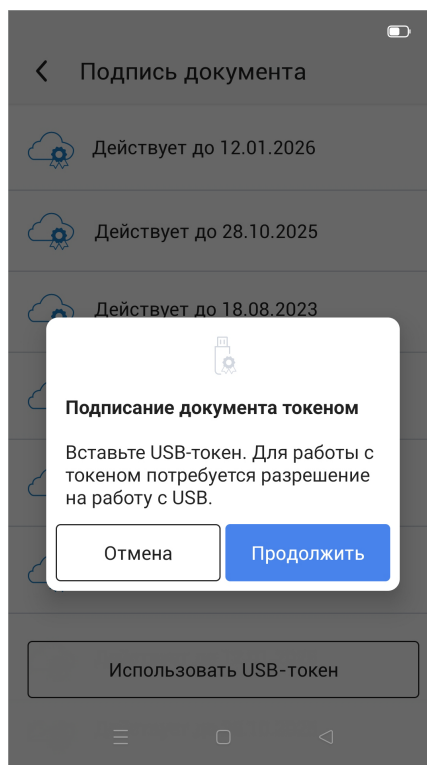 Подпись документа
Действует до 12.01.2026
Действует до 28.10.2025
Действует до 18.08.2023
Подписание документа токеном
Вставьте USB-токен. Для работы с
токеном потребуется разрешение
на работу с USB.
Отмена
Продолжить
Использовать USB-токен